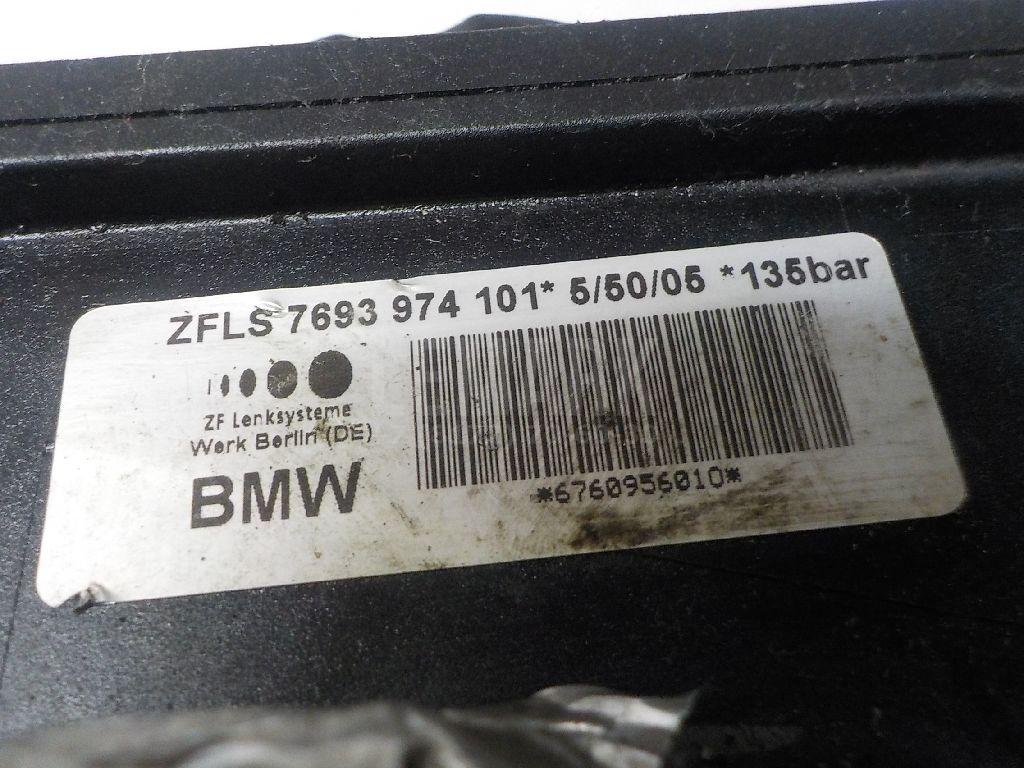 ZFLS 7693 974 101* 5/50/05 *135bar
ZF Lenksysteme
Werk Berlin (DE)
BMW
*6760956010*